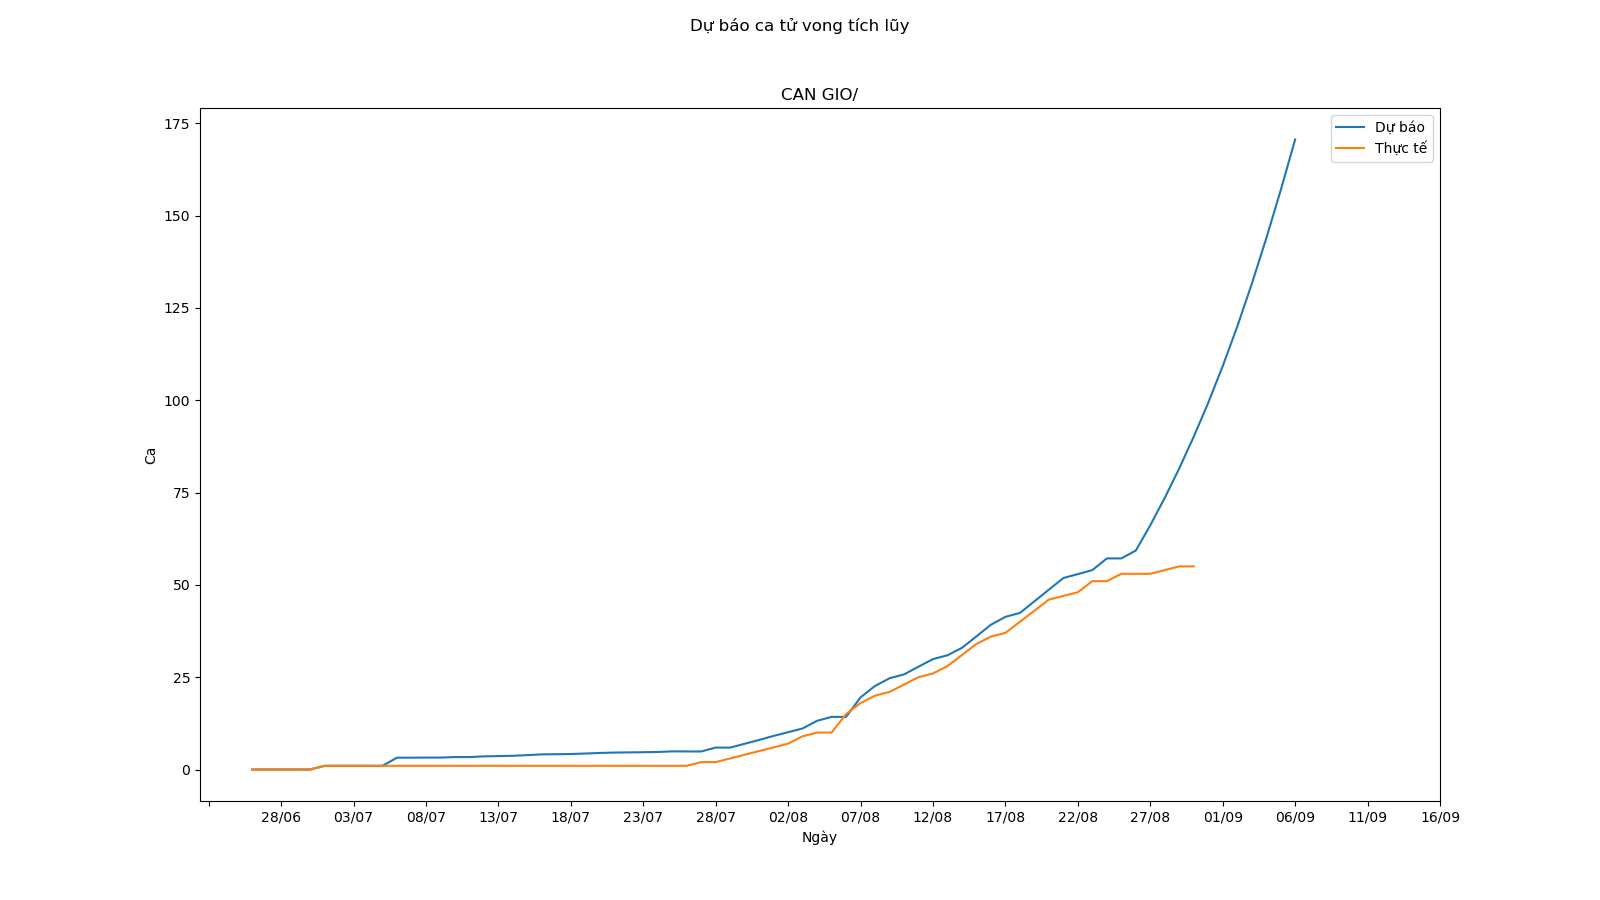 Dự báo ca tử vong tích lũy
CAN GIO/
175
150
125
100
75
50
25
0
Ca
Dự báo
Thực tế
28/06 03/07 08/07 13/07 18/07 23/07 28/07 02/08 07/08 12/08 17/08 22/08 27/08 01/09 06/09 11/09 16/09
Ngày